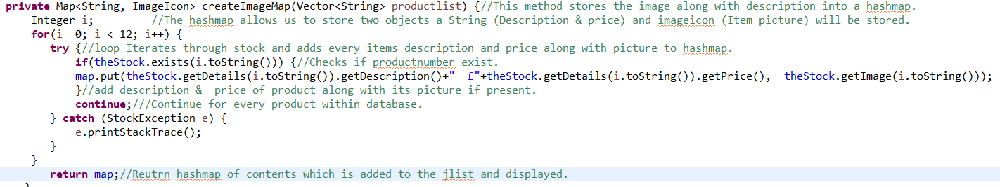 private Map<String, ImageIcon> createImageMap(Vector<String> productlist) {//This method stores the image along with description into a hashmap.
Integer i; //The hashmap allows us to store two objects a String (Description & price) and imageicon (Item picture) will be stored.
for(i =0; i <=12; i++) {
try {//loop Iterates through stock and adds every items description and price along with picture to hashmap.
if(theStock.exists(i.toString())) {//Checks if productnumber exist.
map.put(theStock.getDetails(i.toString()).getDescription()+"  £"+theStock.getDetails(i.toString()).getPrice(),  theStock.getImage(i.toString()));
}//add description &  price of product along with its picture if present.
continue;///Continue for every product within database.
} catch (StockException e) {
e.printStackTrace();
}
}
return map;//Reutrn hashmap of contents which is added to the jlist and displayed.